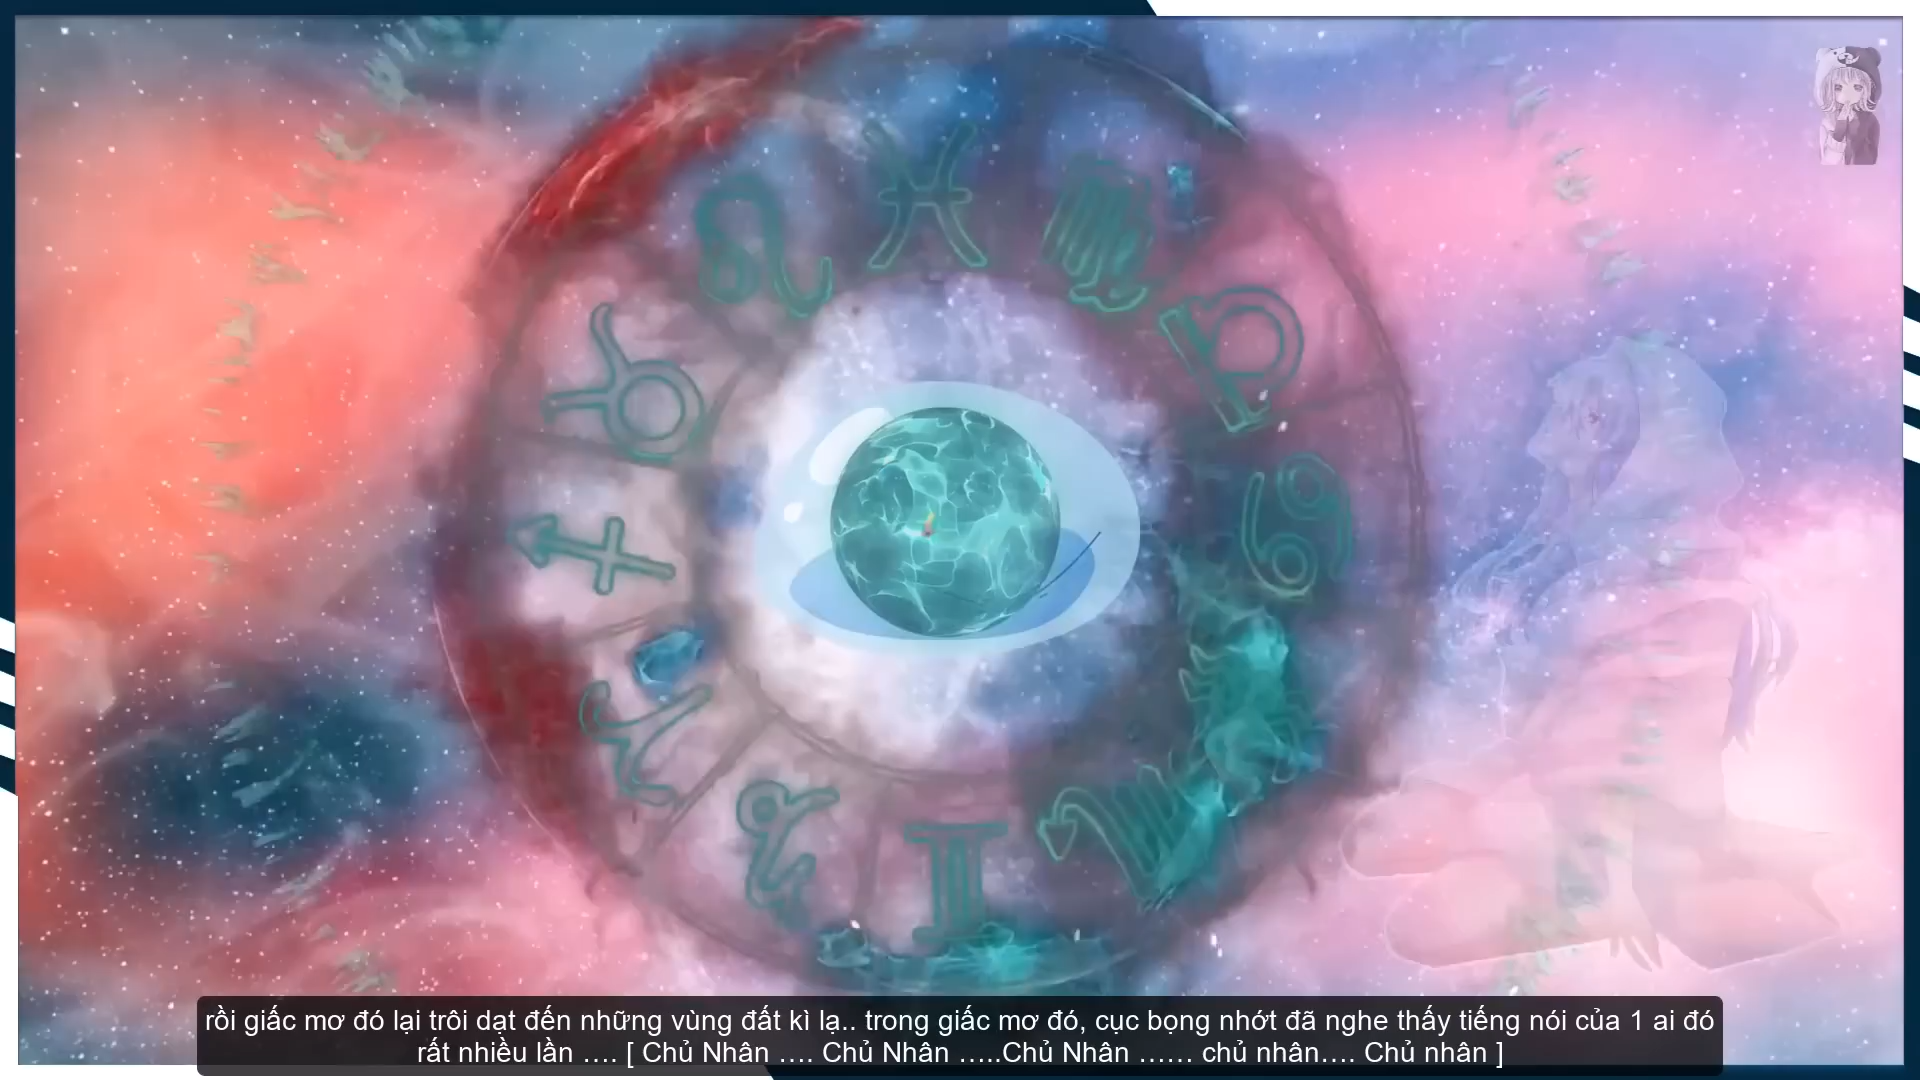 rồi giấc mơ đó lại trôi dạt đến những vùng đất kì lạ.. trong giấc mơ đó, cục bọng nhớt đã nghe thấy tiếng nói của 1 ai đó
rất nhiều lần …. [ Chủ Nhân …. Chủ Nhân …..Chủ Nhân …… chủ nhân…. Chủ nhân ]